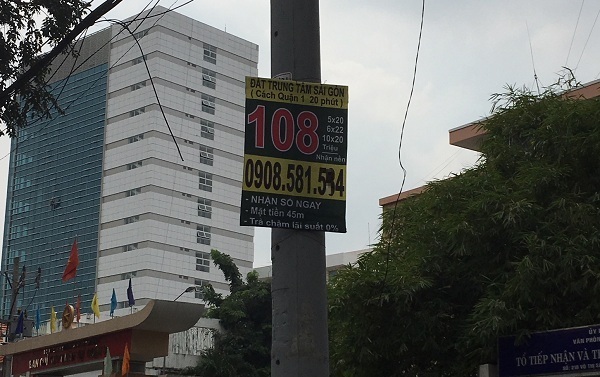 ĐẤT TRUNG TÂM SÀI GÒN
( Cách Quận 1 20 phút )
108
5x20
6x22
10x20
Triệu
Nhận nền
0908.581.534
- NHẬN SỔ NGAY
- Mặt tiền 45m
- Trả chậm lãi suất 0%
TỔ TIẾP NHẬN VÀ